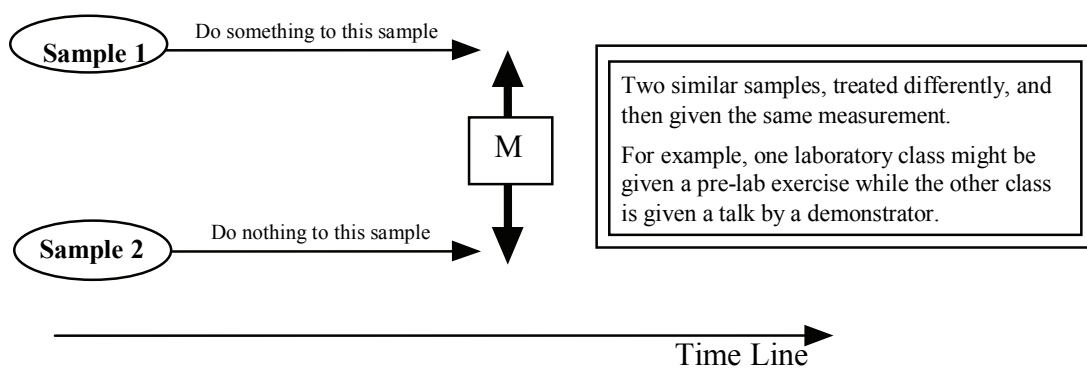 Do something to this sample
Sample 1
Two similar samples, treated differently, and
then given the same measurement.
For example, one laboratory class might be
given a pre-lab exercise while the other class
is given a talk by a demonstrator.
M
Do nothing to this sample
Sample 2
Time Line